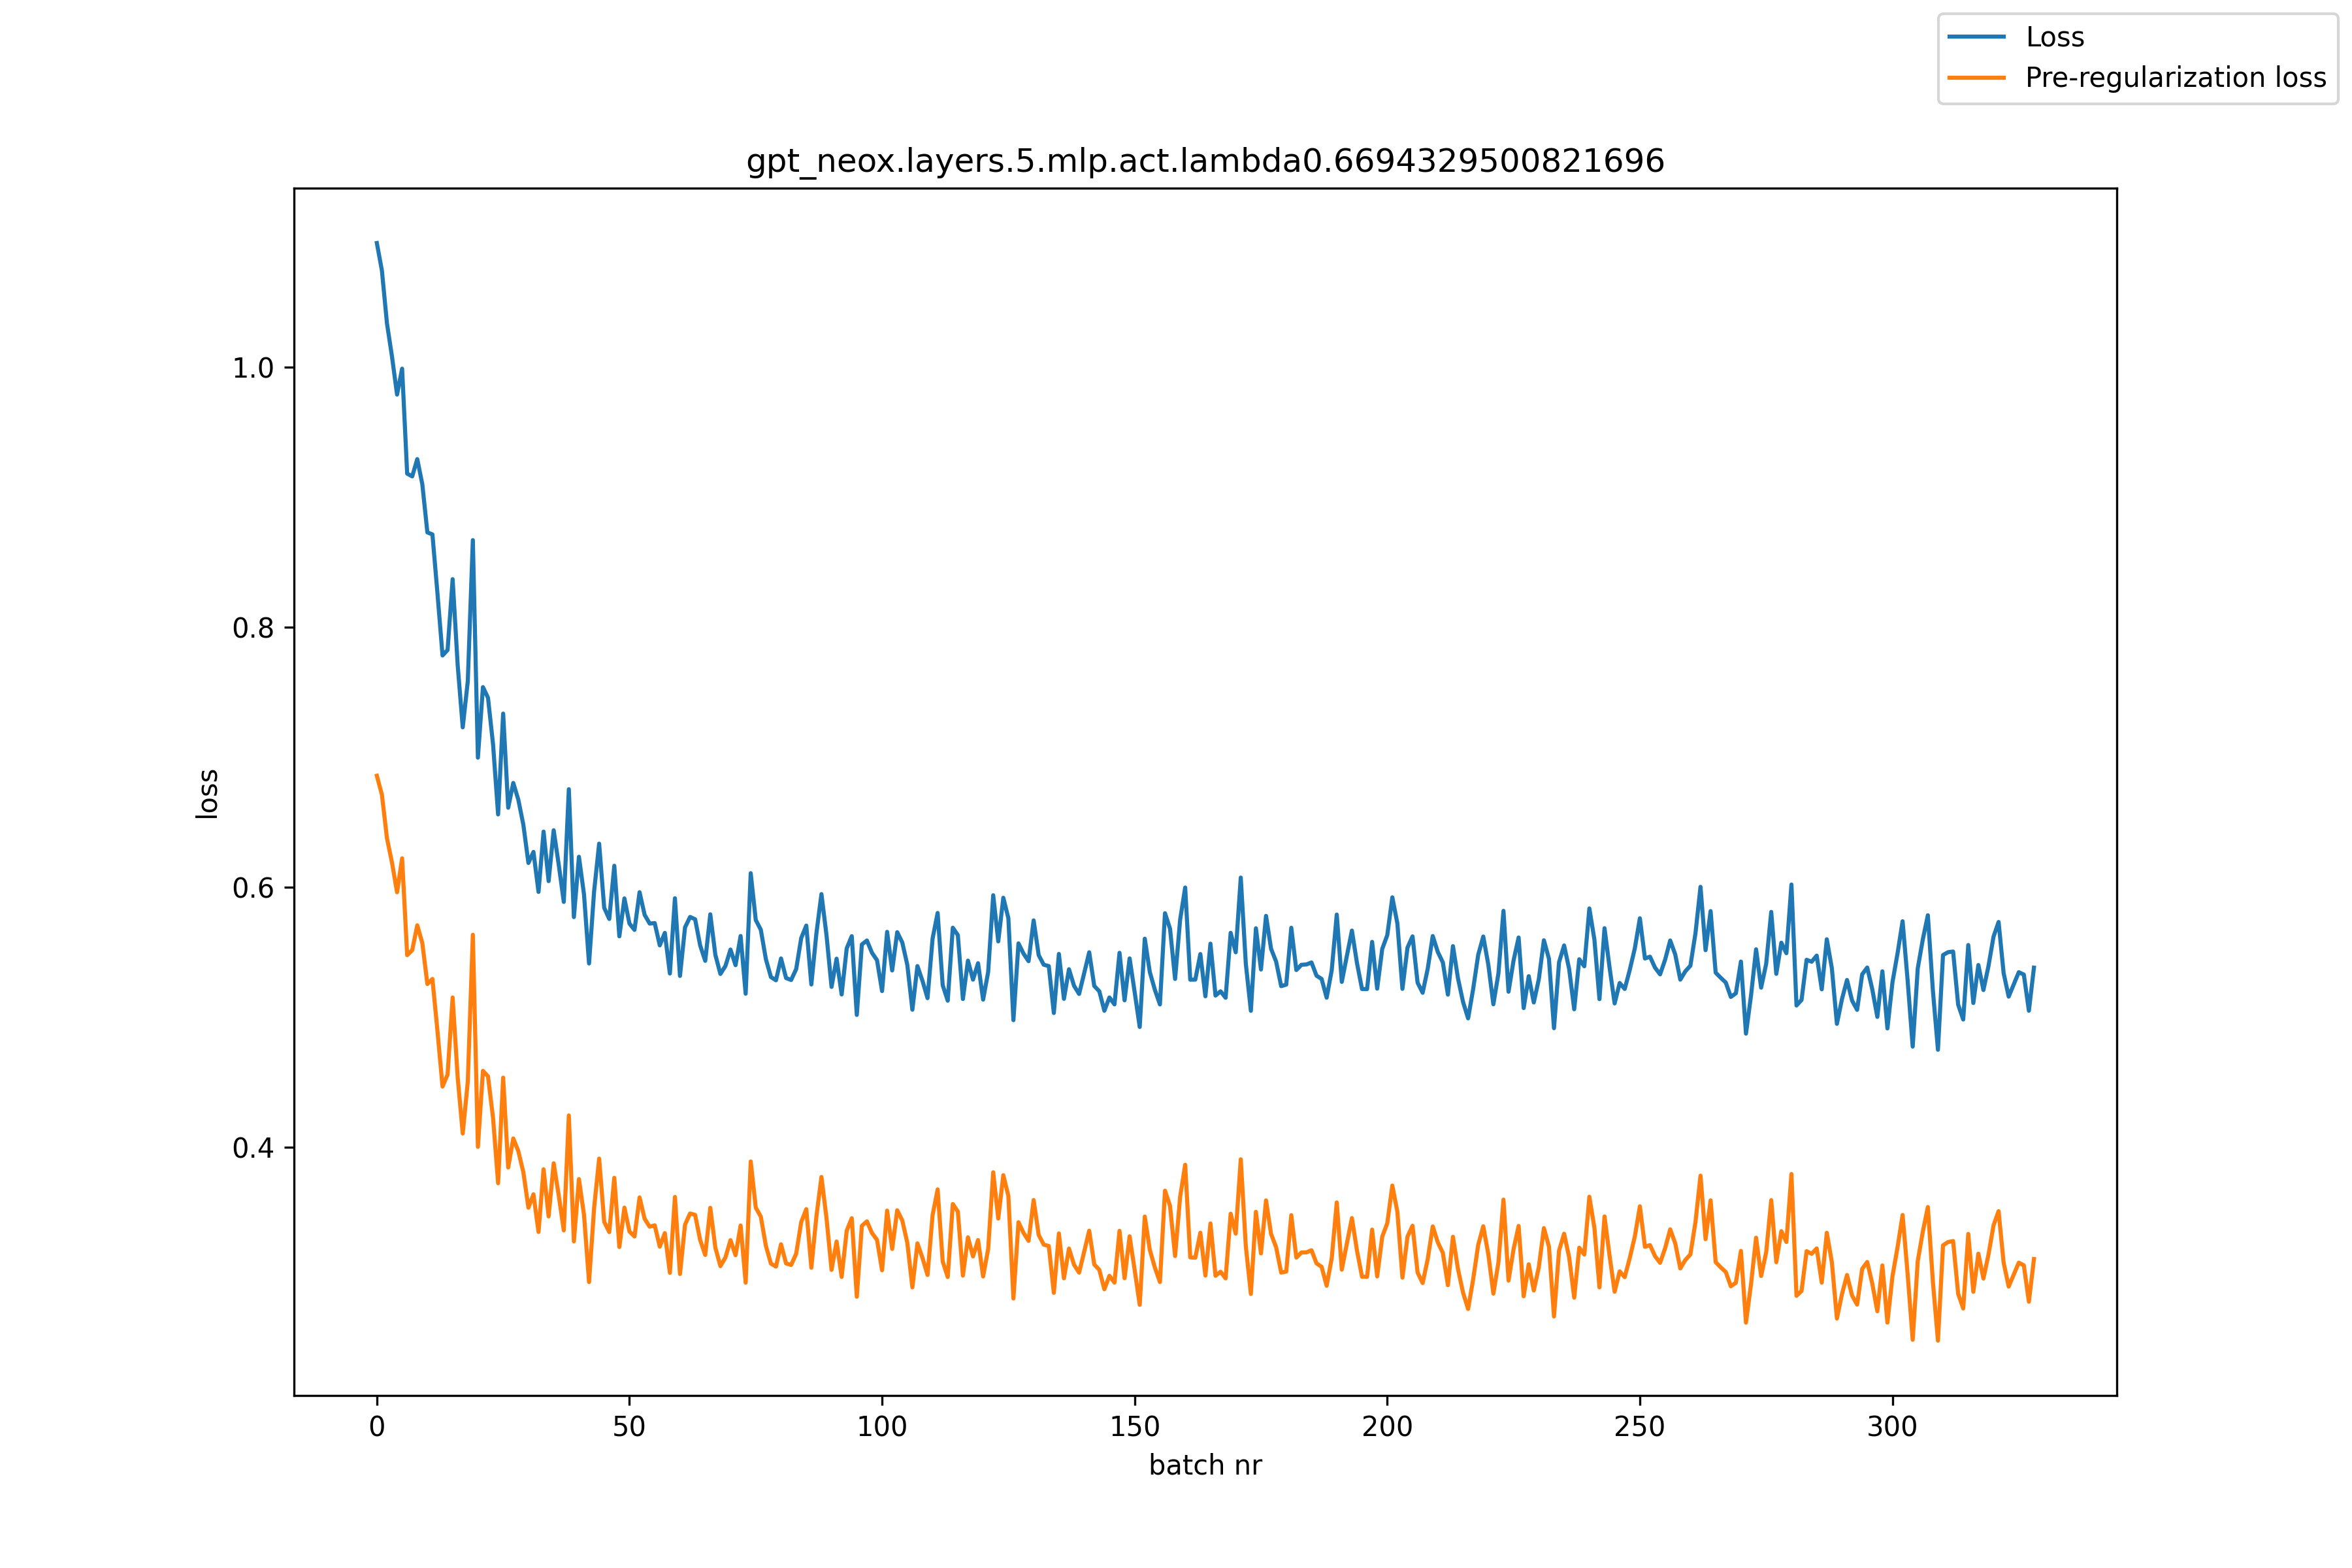 Loss
Pre-regularization loss
gpt_neox.layers.5.mlp.act.lambda0.6694329500821696
1.0
0.8
0.6
0.4
loss
0 50 100 150 200 250 300
batch nr